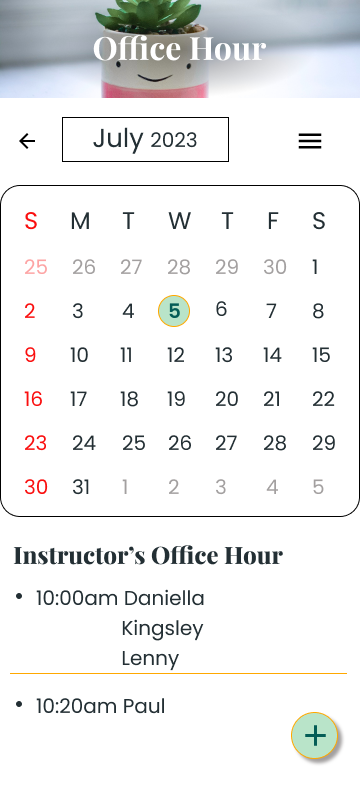 Office Hour
July 2023
S M T W T F S
25 26 27 28 29 30 1
2 3 4 5 6 7 8
9 10 11 12 13 14 15
16 17 18 19 20 21 22
23 24 25 26 27 28 29
30 31 1 2 3 4 5
Instructor’s Office Hour
• 10:00am Daniella
Kingsley
Lenny
• 10:20am Paul
+